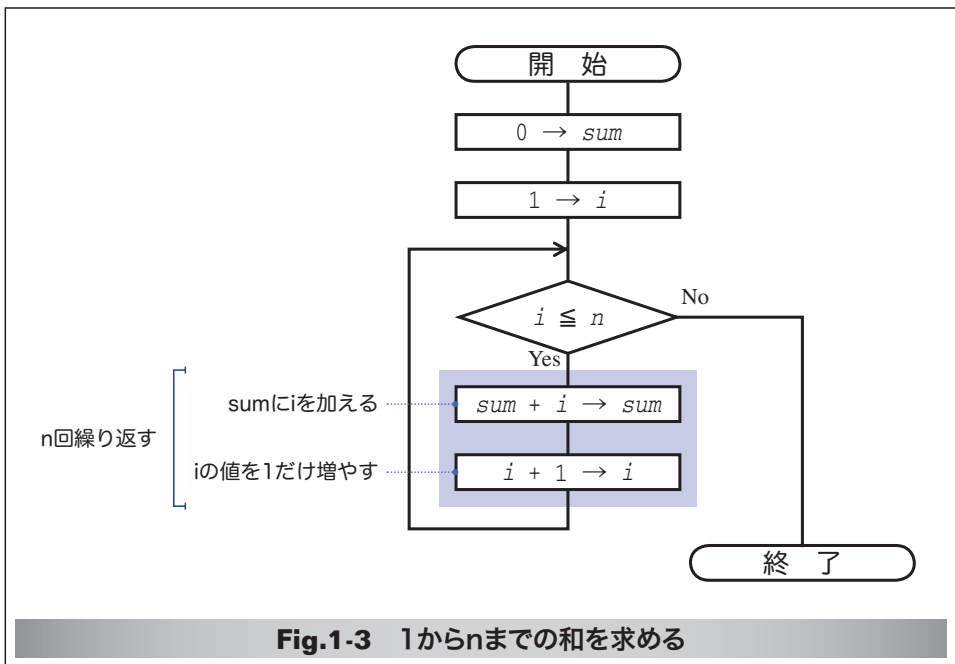 開 始
0 → sum
1 → i
i ≦ n
No
Yes
n回繰り返す
sumにiを加える
sum + i → sum
iの値を1だけ増やす
i + 1 → i
終 了
Fig.1-3 1からnまでの和を求める